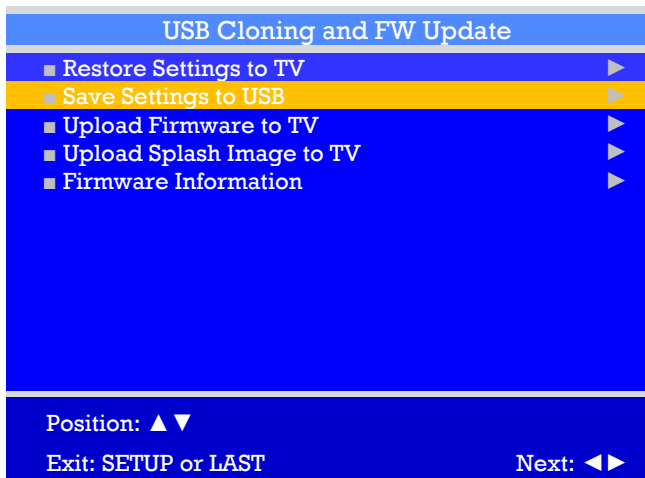 USB Cloning and FW Update
■ Restore Settings to TV ►
■ Save Settings to USB ►
■ Upload Firmware to TV ►
■ Upload Splash Image to TV ►
■ Firmware Information ►
Position: ▲▼
Exit: SETUP or LAST Next: ◄►